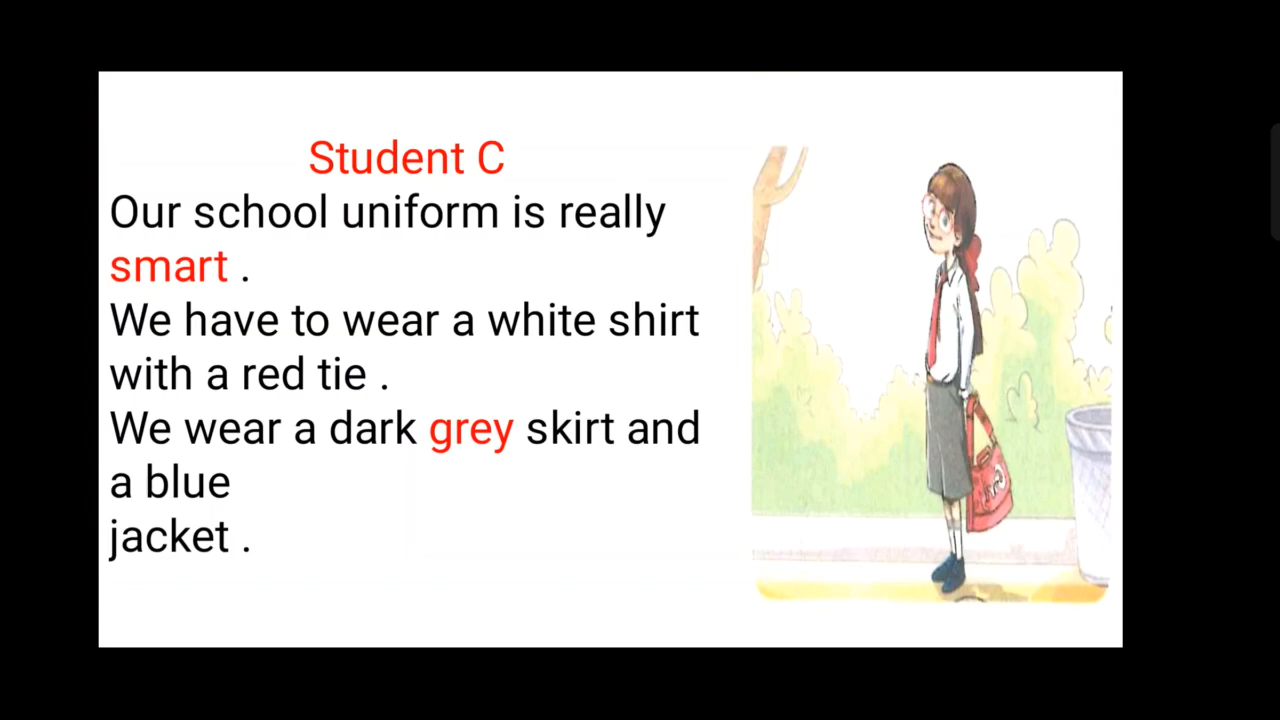 Student C
Our school uniform is really
smart .
We have to wear a white shirt
with a red tie .
We wear a dark grey skirt and
a blue
jacket .